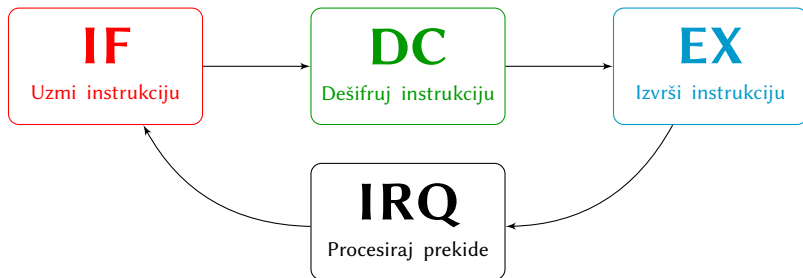 IF
Uzmi instrukciju
DC
Dešifruj instrukciju
EX
Izvrši instrukciju
IRQ
Procesiraj prekide